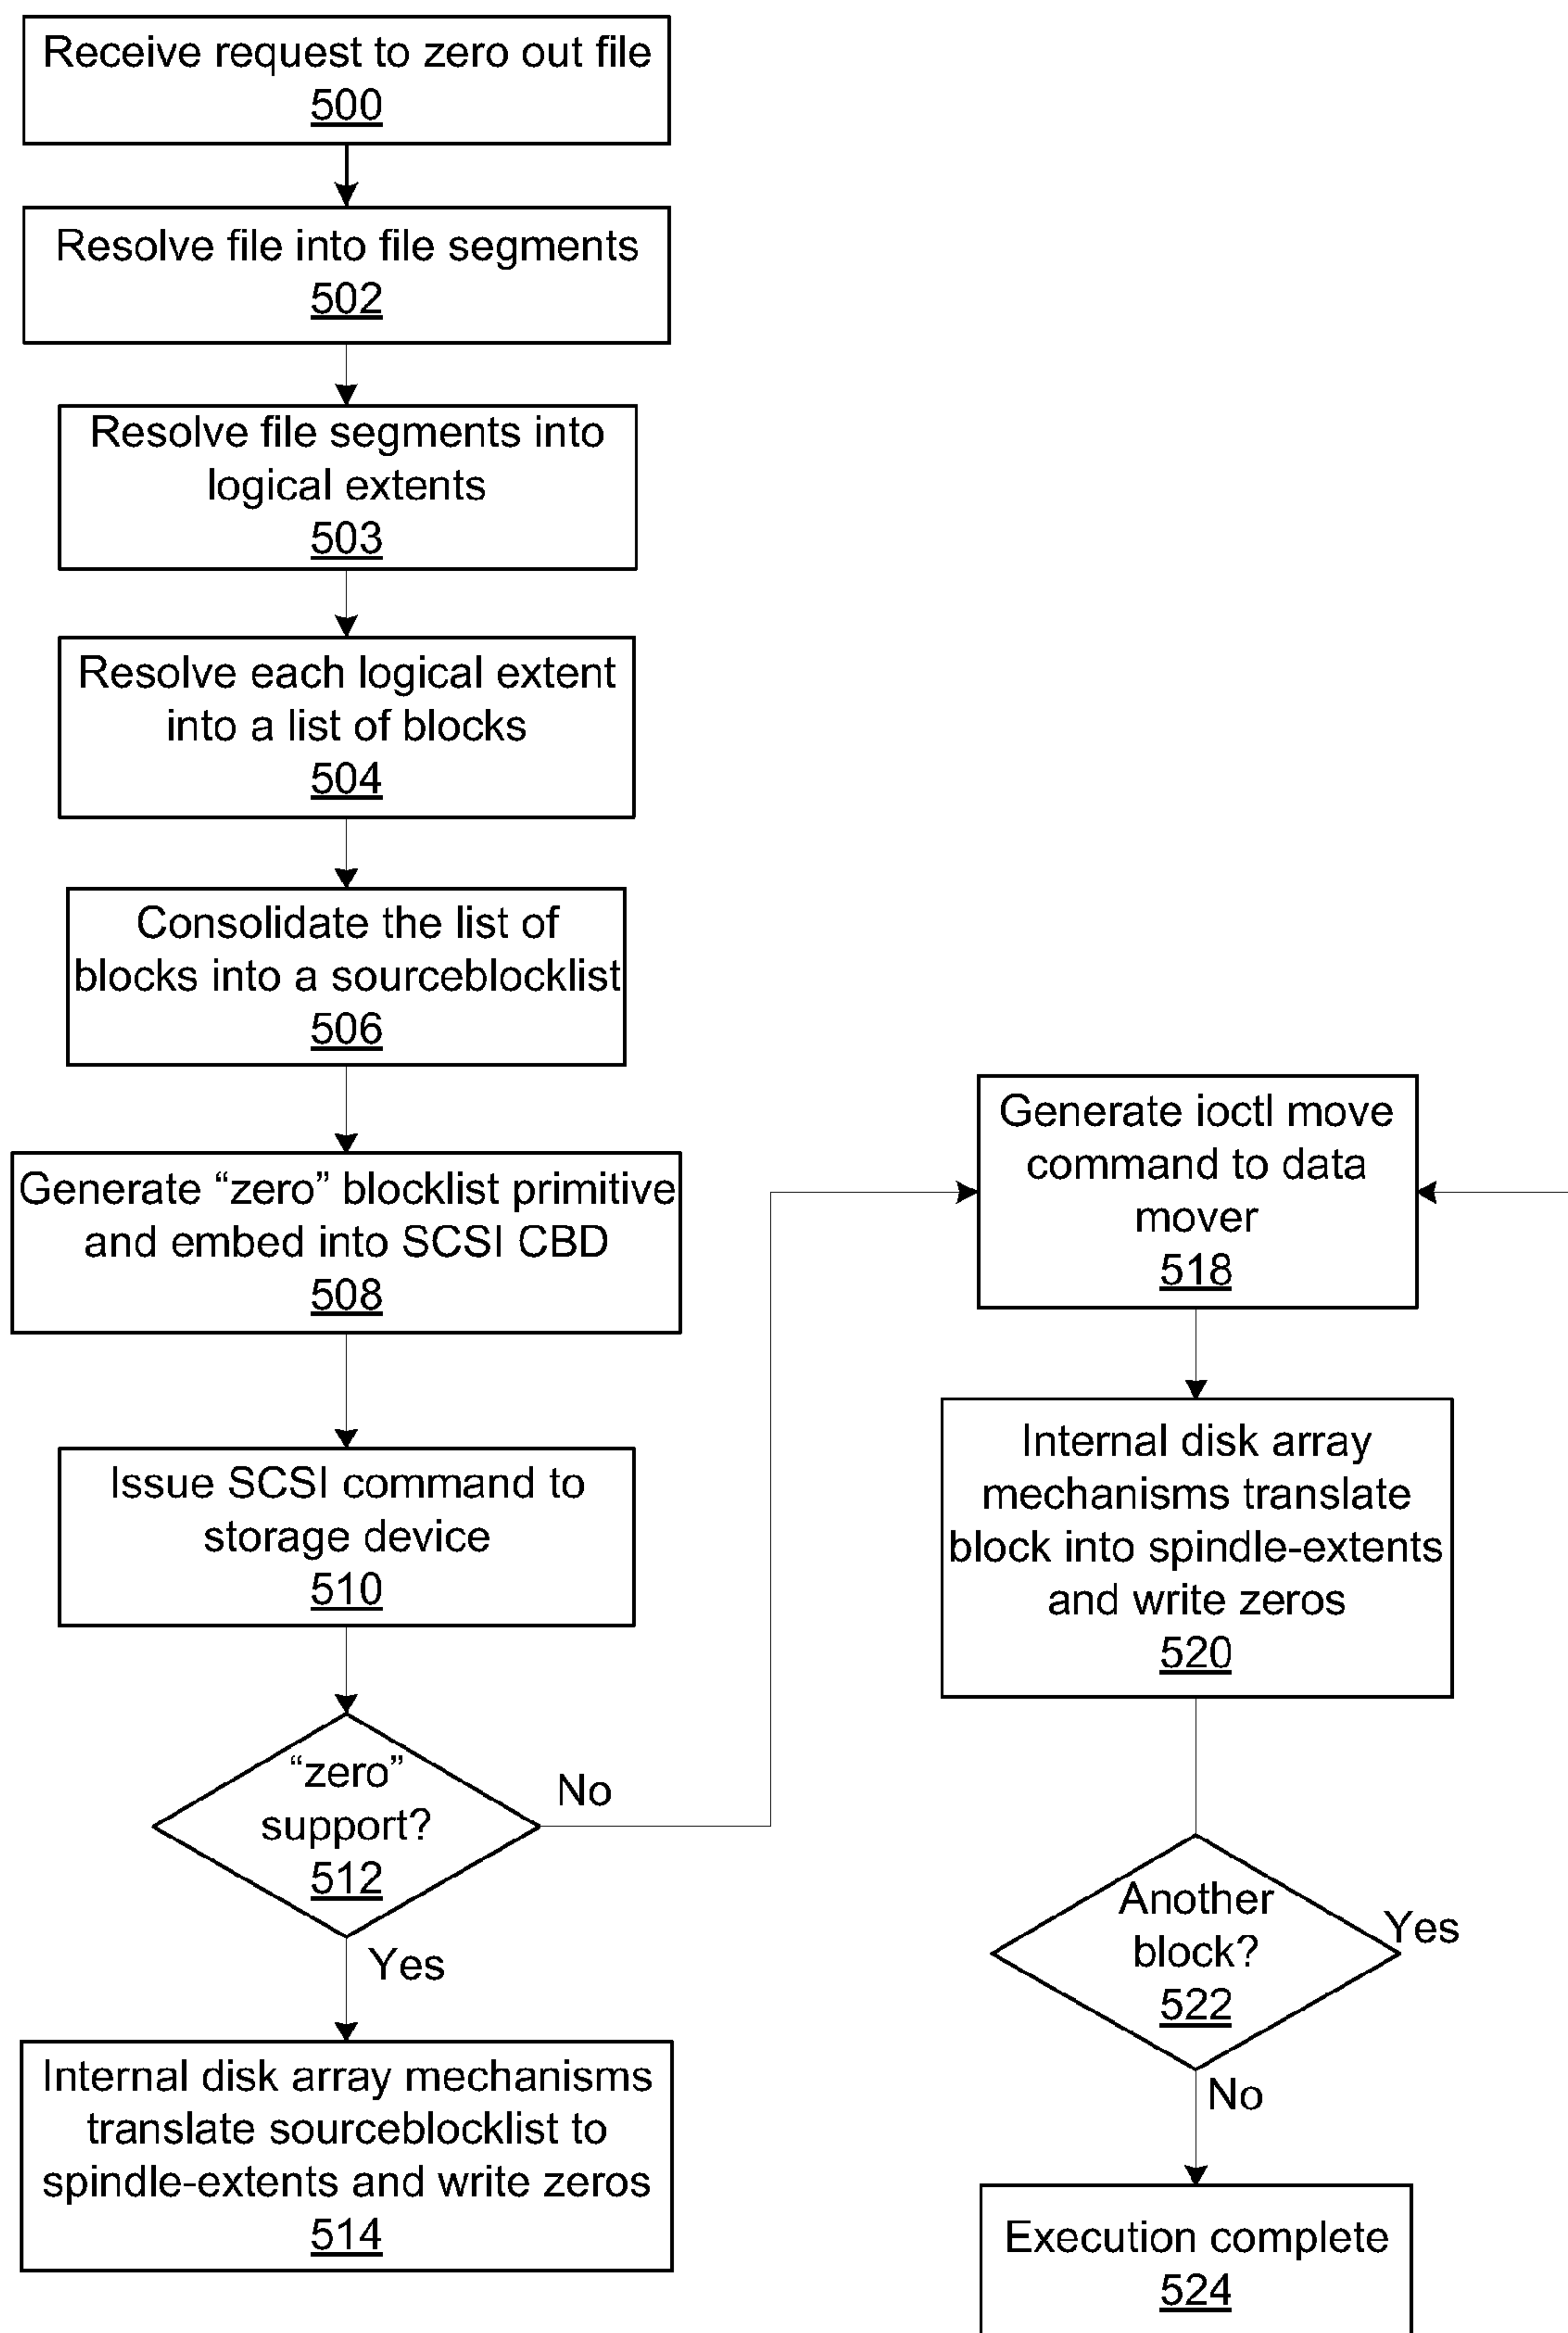 Receive request to zero out file
500
Resolve file into file segments
502
Resolve file segments into
logical extents
503
Resolve each logical extent
into a list of blocks
504
Consolidate the list of
blocks into a sourceblocklist
506
Generate “zero” blocklist primitive
and embed into SCSI CBD
508
Issue SCSI command to
storage device
510
“zero”
support?
512
No
Yes
Internal disk array mechanisms
translate sourceblocklist to
spindle-extents and write zeros
514
Generate ioctl move
command to data
mover
518
Internal disk array
mechanisms translate
block into spindle-extents
and write zeros
520
Another
block?
522
Yes
No
Execution complete
524